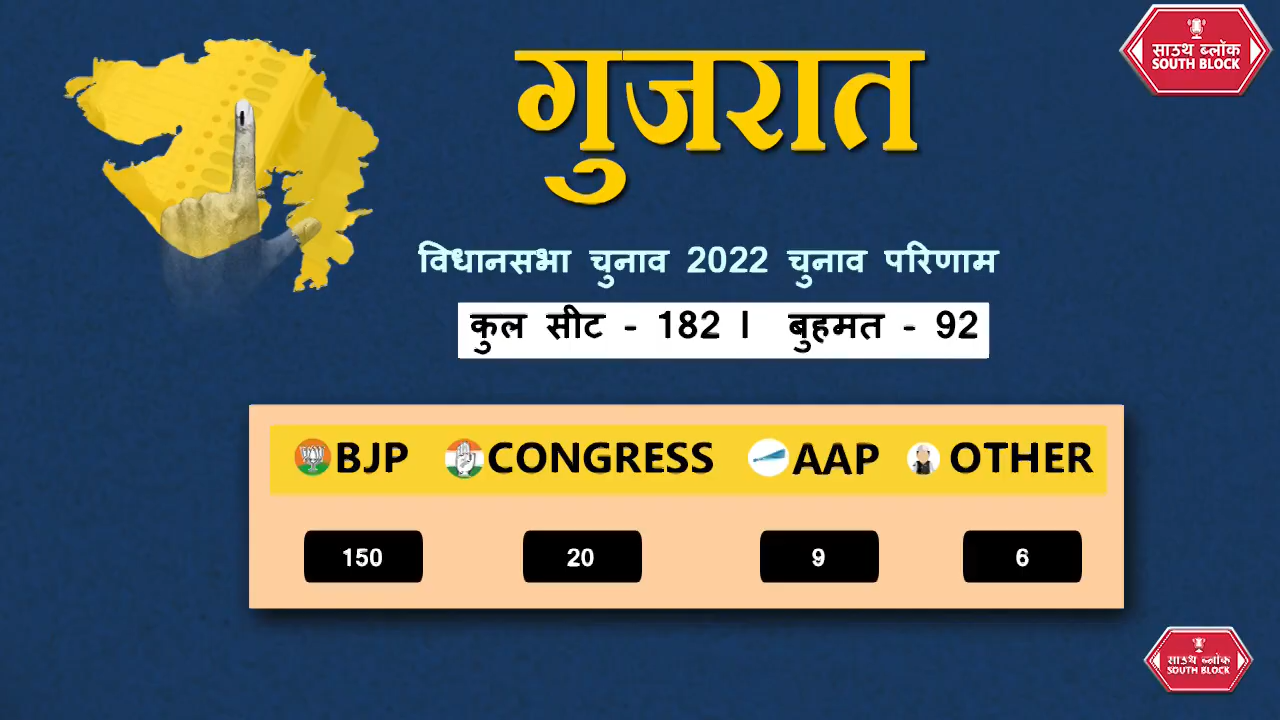 साउथ ब्लॉक
SOUTH BLOCK
गुजरात
विधानसभा चुनाव 2022 चुनाव परिणाम
कुल सीट - 182 । बुहमत - 92
BJP CONGRESS AAP OTHER
150 20 9 6
साउथ ब्लॉक
SOUTH BLOCK